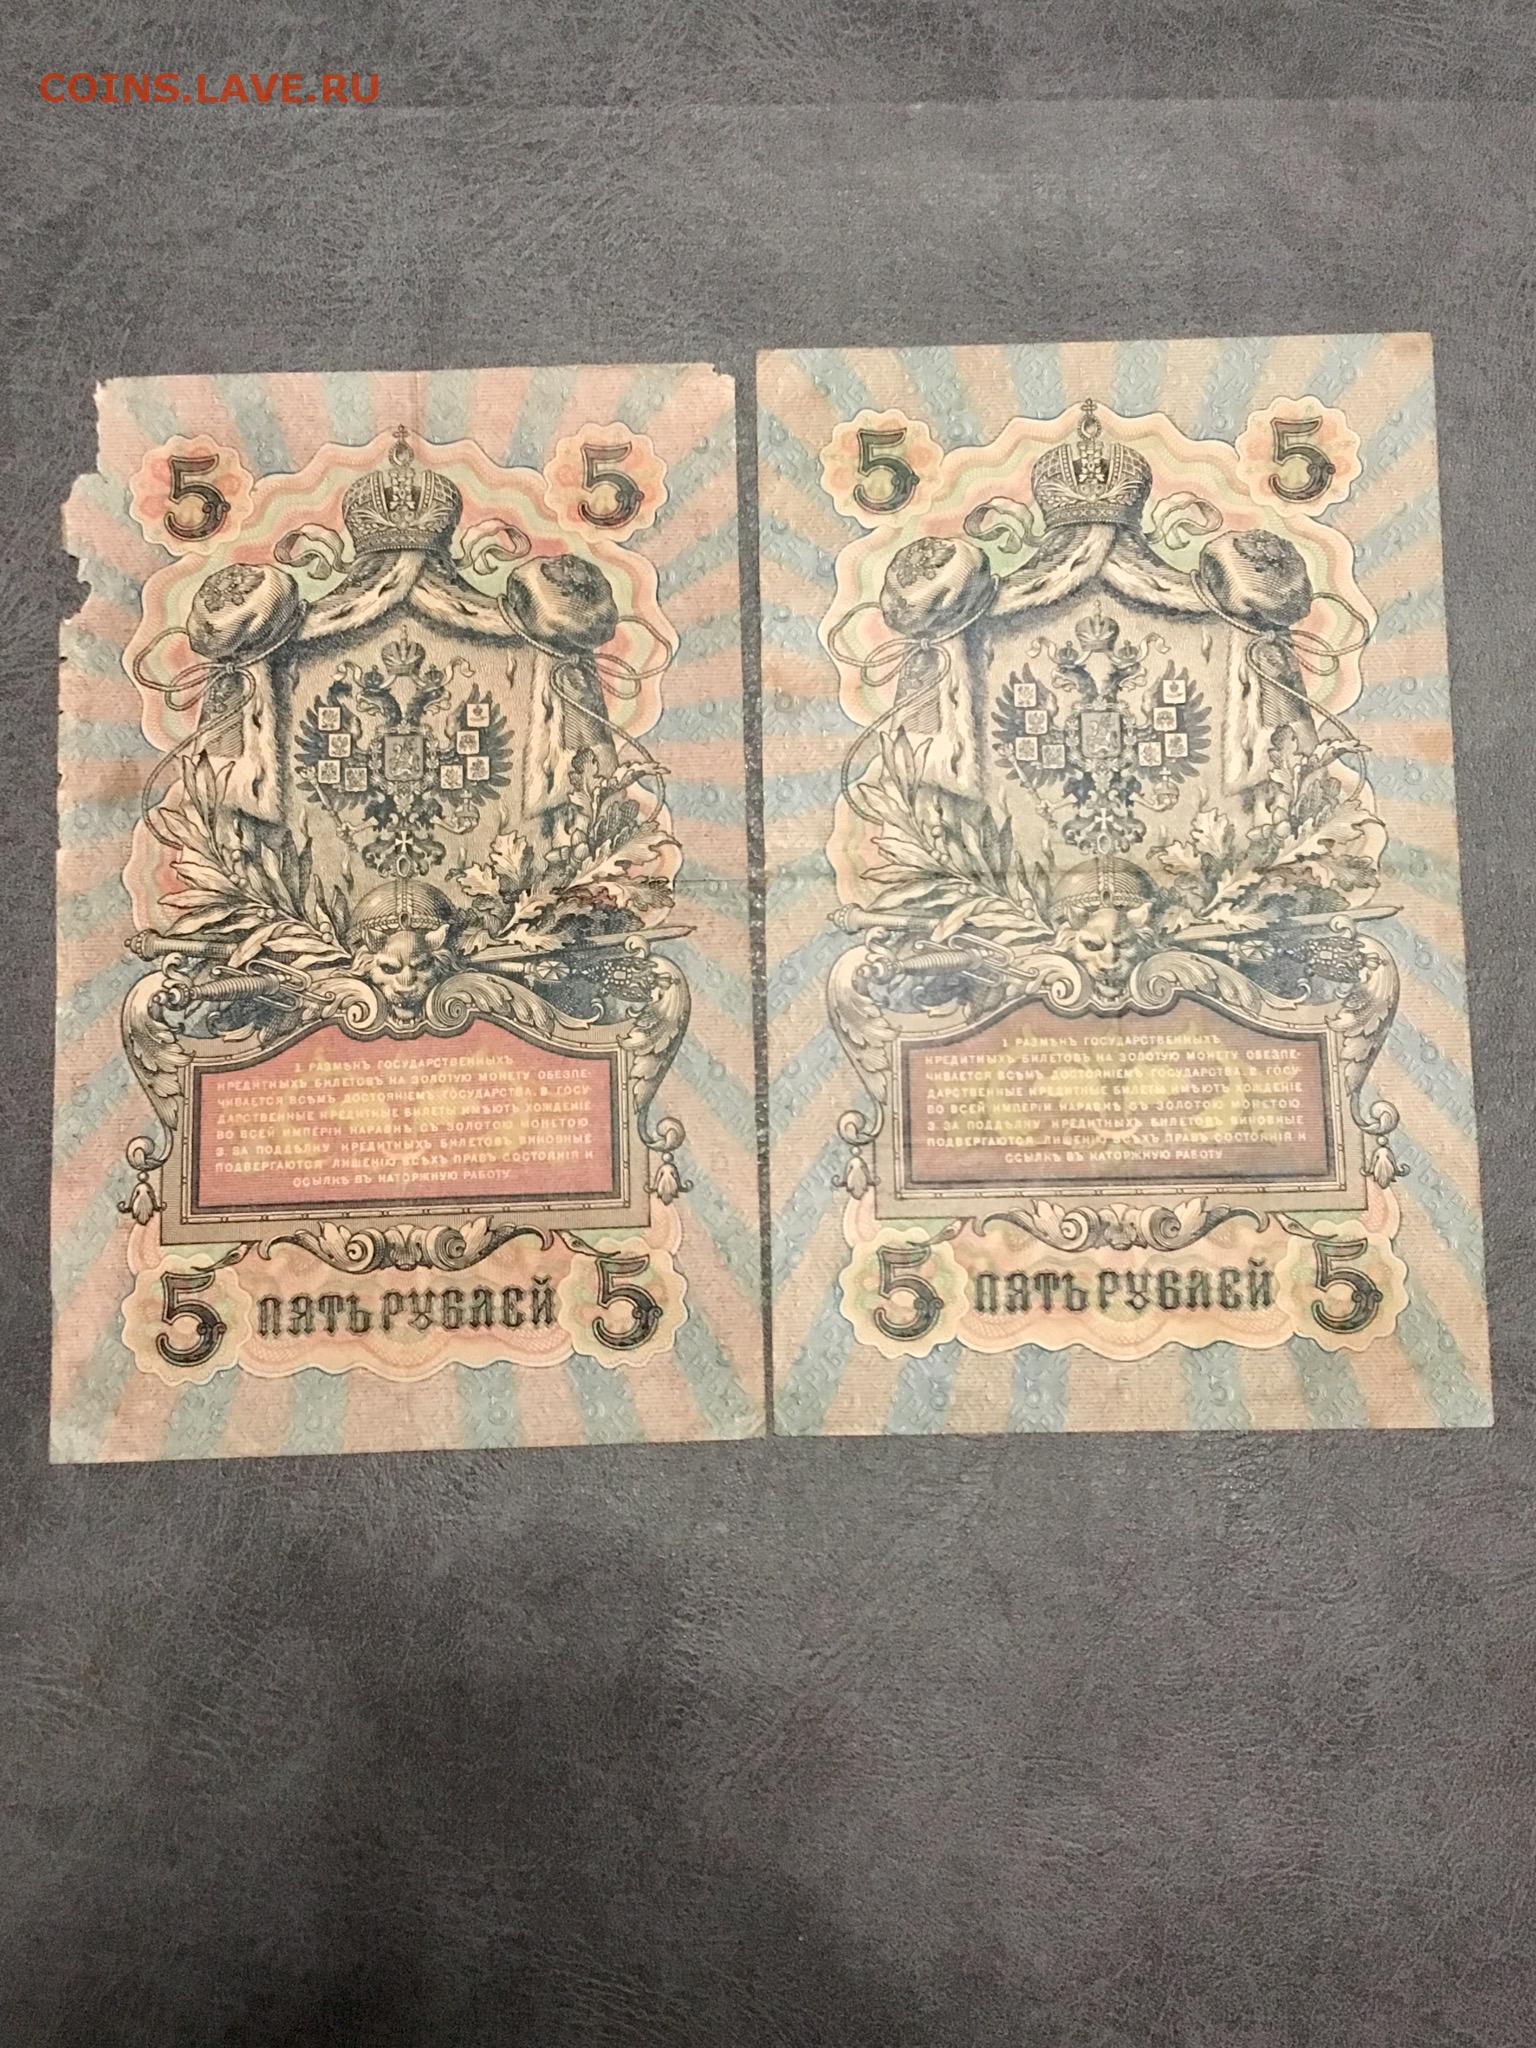 COINS.LAVE.RU
5 5
1. РАЗМѢНЪ ГОСУДАРСТВЕННЫХЪ
КРЕДИТНЫХЪ БИЛЕТОВЪ НА ЗОЛОТУЮ МОНЕТУ ОБЕЗПЕ-
ЧИВАЕТСЯ ВСѢМЪ ДОСТОЯНІЕМЪ ГОСУДАРСТВА. 2. ГОСУ-
ДАРСТВЕННЫЕ КРЕДИТНЫЕ БИЛЕТЫ ИМѢЮТЪ ХОЖДЕНІЕ
ВО ВСЕЙ ИМПЕРІИ НАРАВНѢ СЪ ЗОЛОТОЮ МОНЕТОЮ.
3. ЗА ПОДДѢЛКУ КРЕДИТНЫХЪ БИЛЕТОВЪ ВИНОВНЫЕ
ПОДВЕРГАЮТСЯ ЛИШЕНІЮ ВСѢХЪ ПРАВЪ СОСТОЯНІЯ И
ССЫЛКѢ ВЪ КАТОРЖНУЮ РАБОТУ
5 ПЯТЬ РУБЛЕЙ 5
5 5
1. РАЗМѢНЪ ГОСУДАРСТВЕННЫХЪ
КРЕДИТНЫХЪ БИЛЕТОВЪ НА ЗОЛОТУЮ МОНЕТУ ОБЕЗПЕ-
ЧИВАЕТСЯ ВСѢМЪ ДОСТОЯНІЕМЪ ГОСУДАРСТВА. 2. ГОСУ-
ДАРСТВЕННЫЕ КРЕДИТНЫЕ БИЛЕТЫ ИМѢЮТЪ ХОЖДЕНІЕ
ВО ВСЕЙ ИМПЕРІИ НАРАВНѢ СЪ ЗОЛОТОЮ МОНЕТОЮ.
3. ЗА ПОДДѢЛКУ КРЕДИТНЫХЪ БИЛЕТОВЪ ВИНОВНЫЕ
ПОДВЕРГАЮТСЯ ЛИШЕНІЮ ВСѢХЪ ПРАВЪ СОСТОЯНІЯ И
ССЫЛКѢ ВЪ КАТОРЖНУЮ РАБОТУ
5 ПЯТЬ РУБЛЕЙ 5